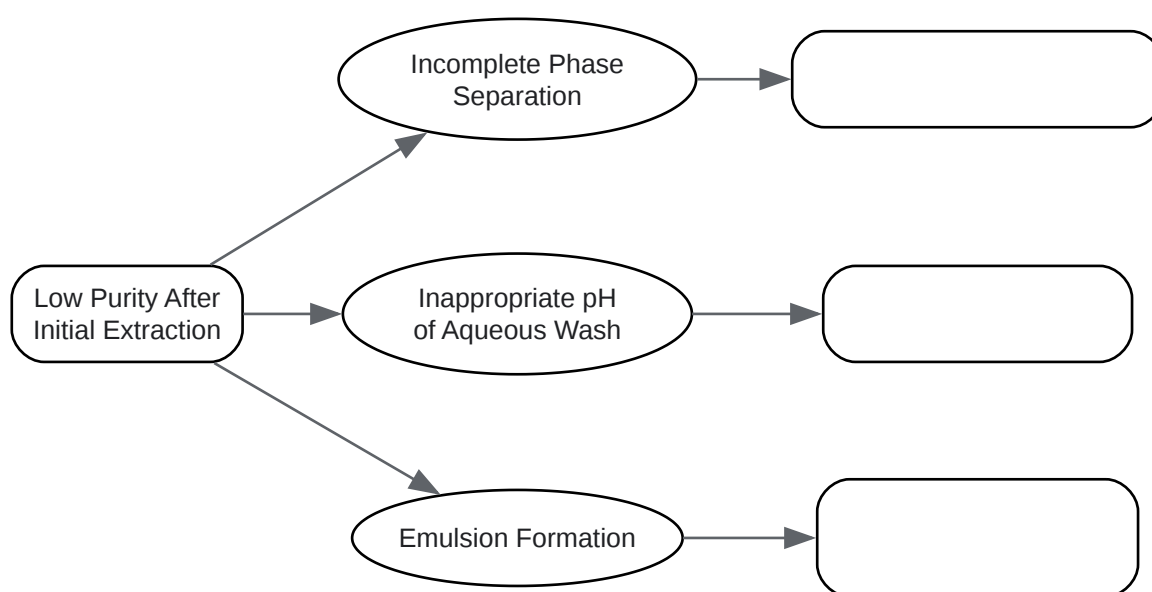 Incomplete Phase
Separation
Low Purity After
Initial Extraction
Inappropriate pH
of Aqueous Wash
Emulsion Formation